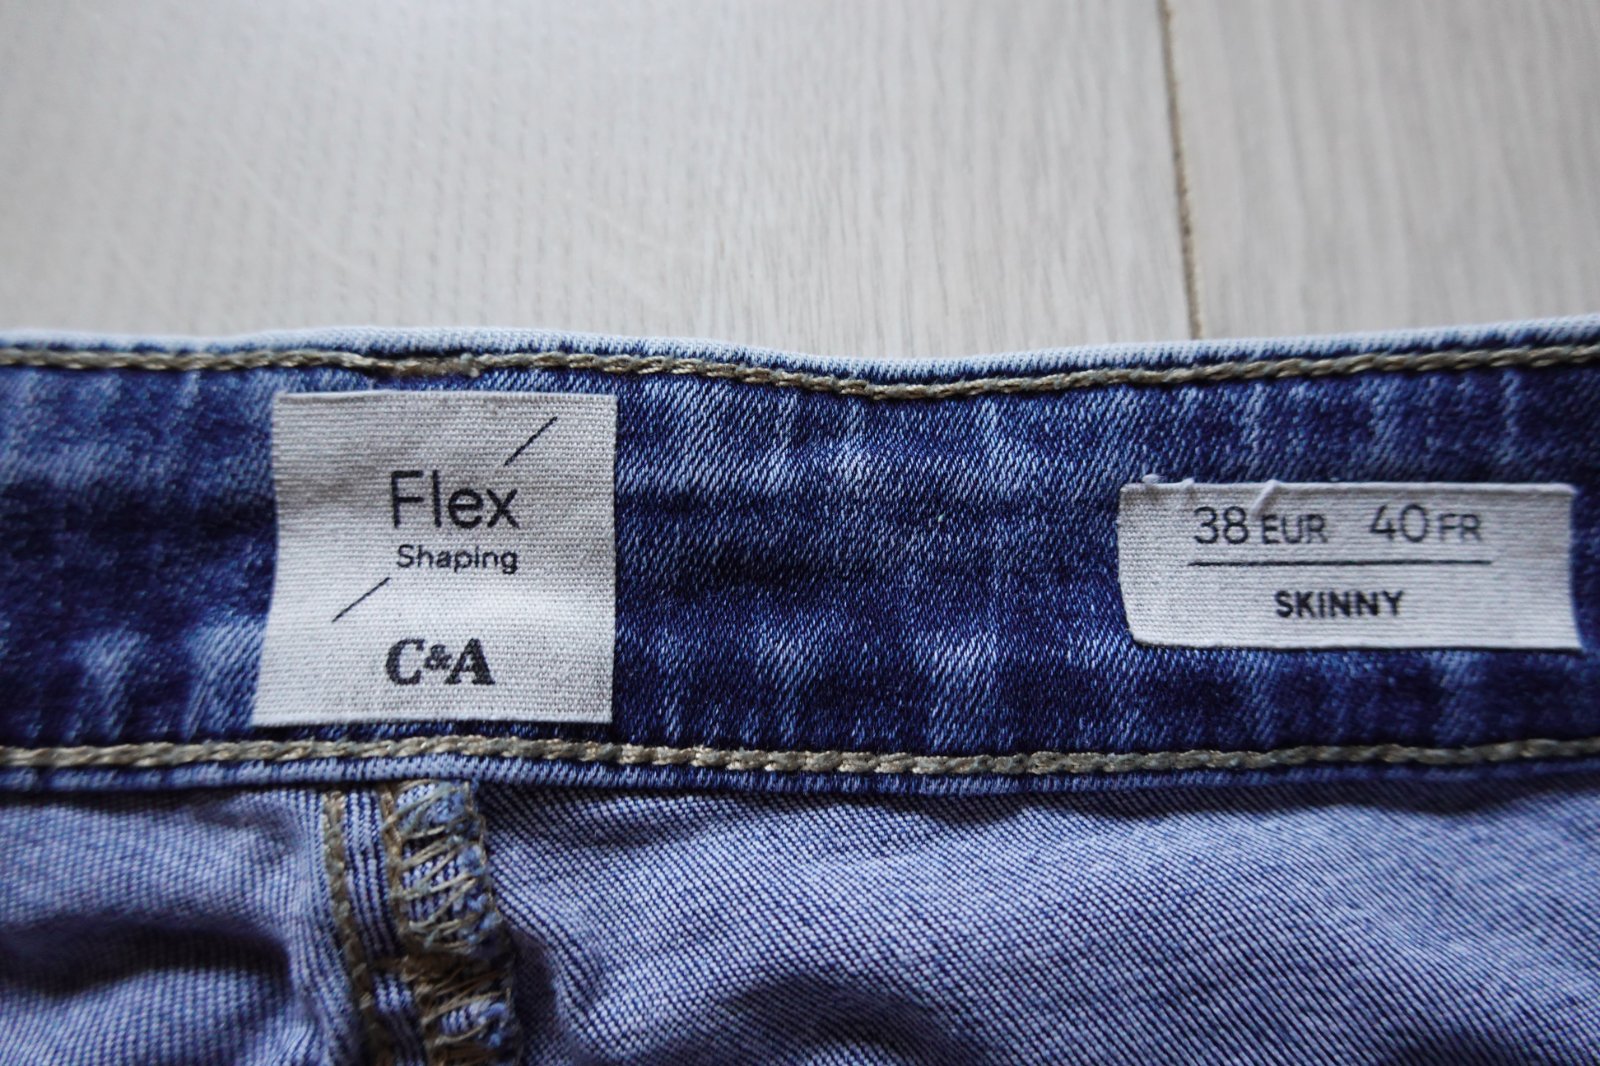 Flex
Shaping
C&A
38 EUR 40 FR
SKINNY